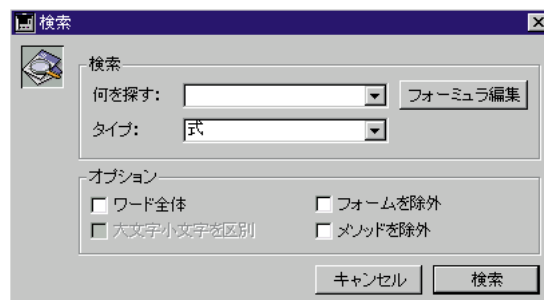 検索
検索
何を探す: フォーミュラ編集
タイプ: 式
オプション
ワード全体 フォームを除外
大文字小文字を区別 メソッドを除外
キャンセル 検索